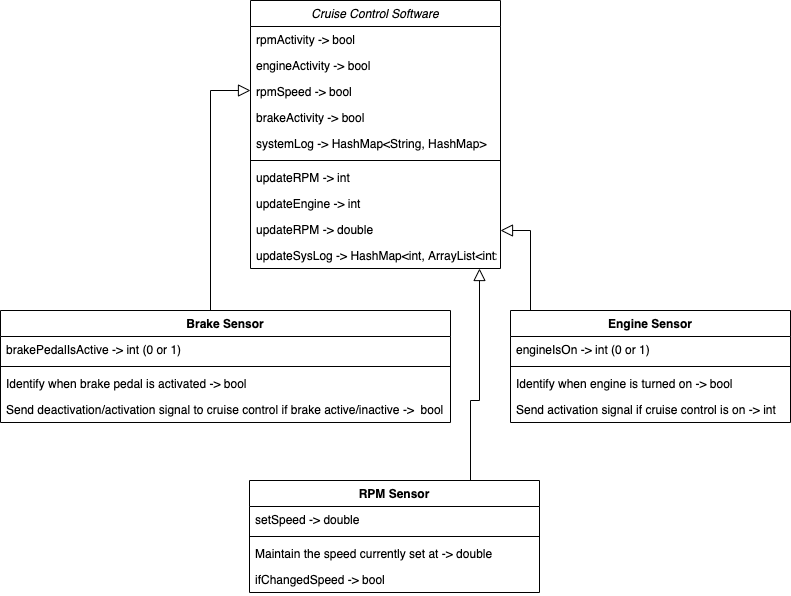 Cruise Control Software
rpmActivity -> bool
engineActivity -> bool
rpmSpeed -> bool
brakeActivity -> bool
systemLog -> HashMap<String, HashMap>
updateRPM -> int
updateEngine -> int
updateRPM -> double
updateSysLog -> HashMap<int, ArrayList<int:
Brake Sensor
brakePedalIsActive -> int (0 or 1)
Identify when brake pedal is activated -> bool
Send deactivation/activation signal to cruise control if brake active/inactive -> bool
Engine Sensor
engineIsOn -> int (0 or 1)
Identify when engine is turned on -> bool
Send activation signal if cruise control is on -> int
RPM Sensor
setSpeed -> double
Maintain the speed currently set at -> double
ifChangedSpeed -> bool